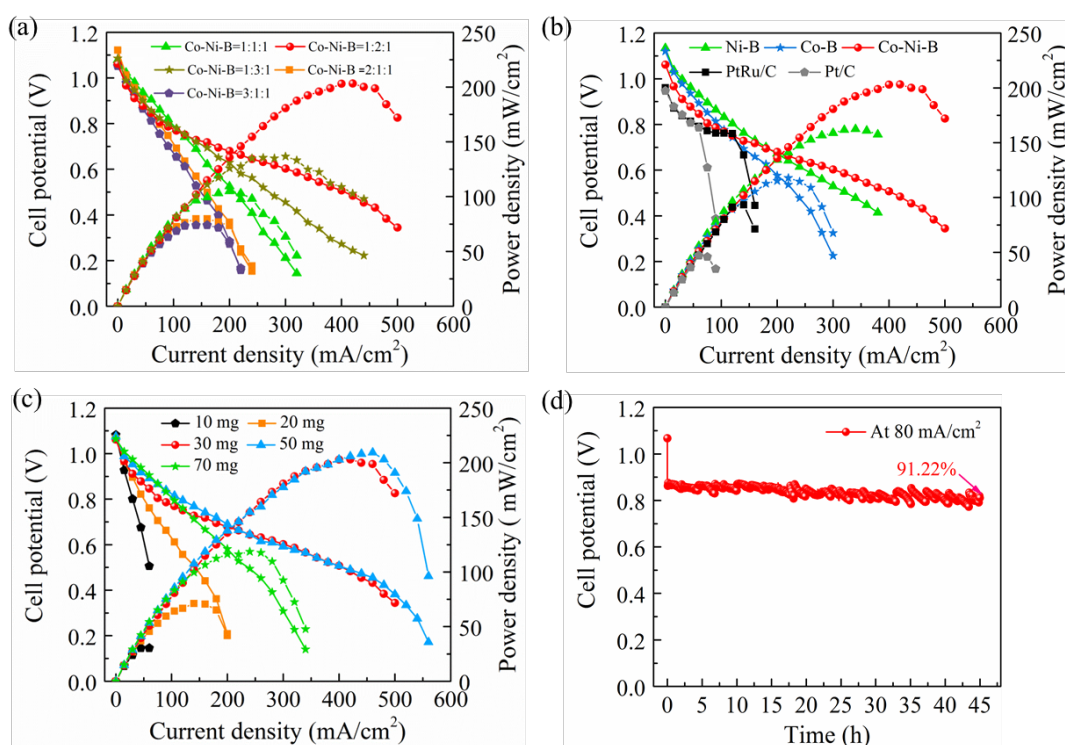 (a)
Co-Ni-B=1:1:1
Co-Ni-B=1:2:1
Co-Ni-B=1:3:1
Co-Ni-B=2:1:1
Co-Ni-B=3:1:1
1.2
1.0
0.8
0.6
0.4
0.2
0.0
Cell potential (V)
250
200
150
100
50
0
Power density (mW/cm²)
0 100 200 300 400 500 600
Current density (mA/cm²)
(b)
Ni-B
Co-B
Co-Ni-B
PtRu/C
Pt/C
1.2
1.0
0.8
0.6
0.4
0.2
0.0
Cell potential (V)
250
200
150
100
50
0
Power density (mW/cm²)
0 100 200 300 400 500 600
Current density (mA/cm²)
(c)
10 mg
20 mg
30 mg
50 mg
70 mg
1.2
1.0
0.8
0.6
0.4
0.2
0.0
Cell potential (V)
250
200
150
100
50
0
Power density ( mW/cm²)
0 100 200 300 400 500 600
Current density (mA/cm²)
(d)
At 80 mA/cm²
91.22%
1.2
1.0
0.8
0.6
0.4
0.2
0.0
Cell potential (V)
0 5 10 15 20 25 30 35 40 45
Time (h)